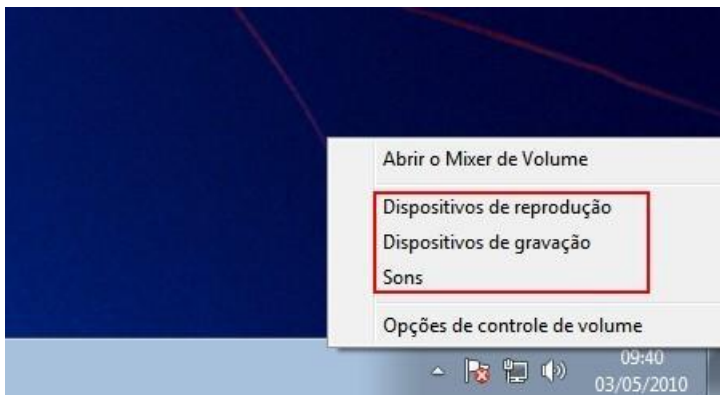 Abrir o Mixer de Volume
Dispositivos de reprodução
Dispositivos de gravação
Sons
Opções de controle de volume
09:40
03/05/2010